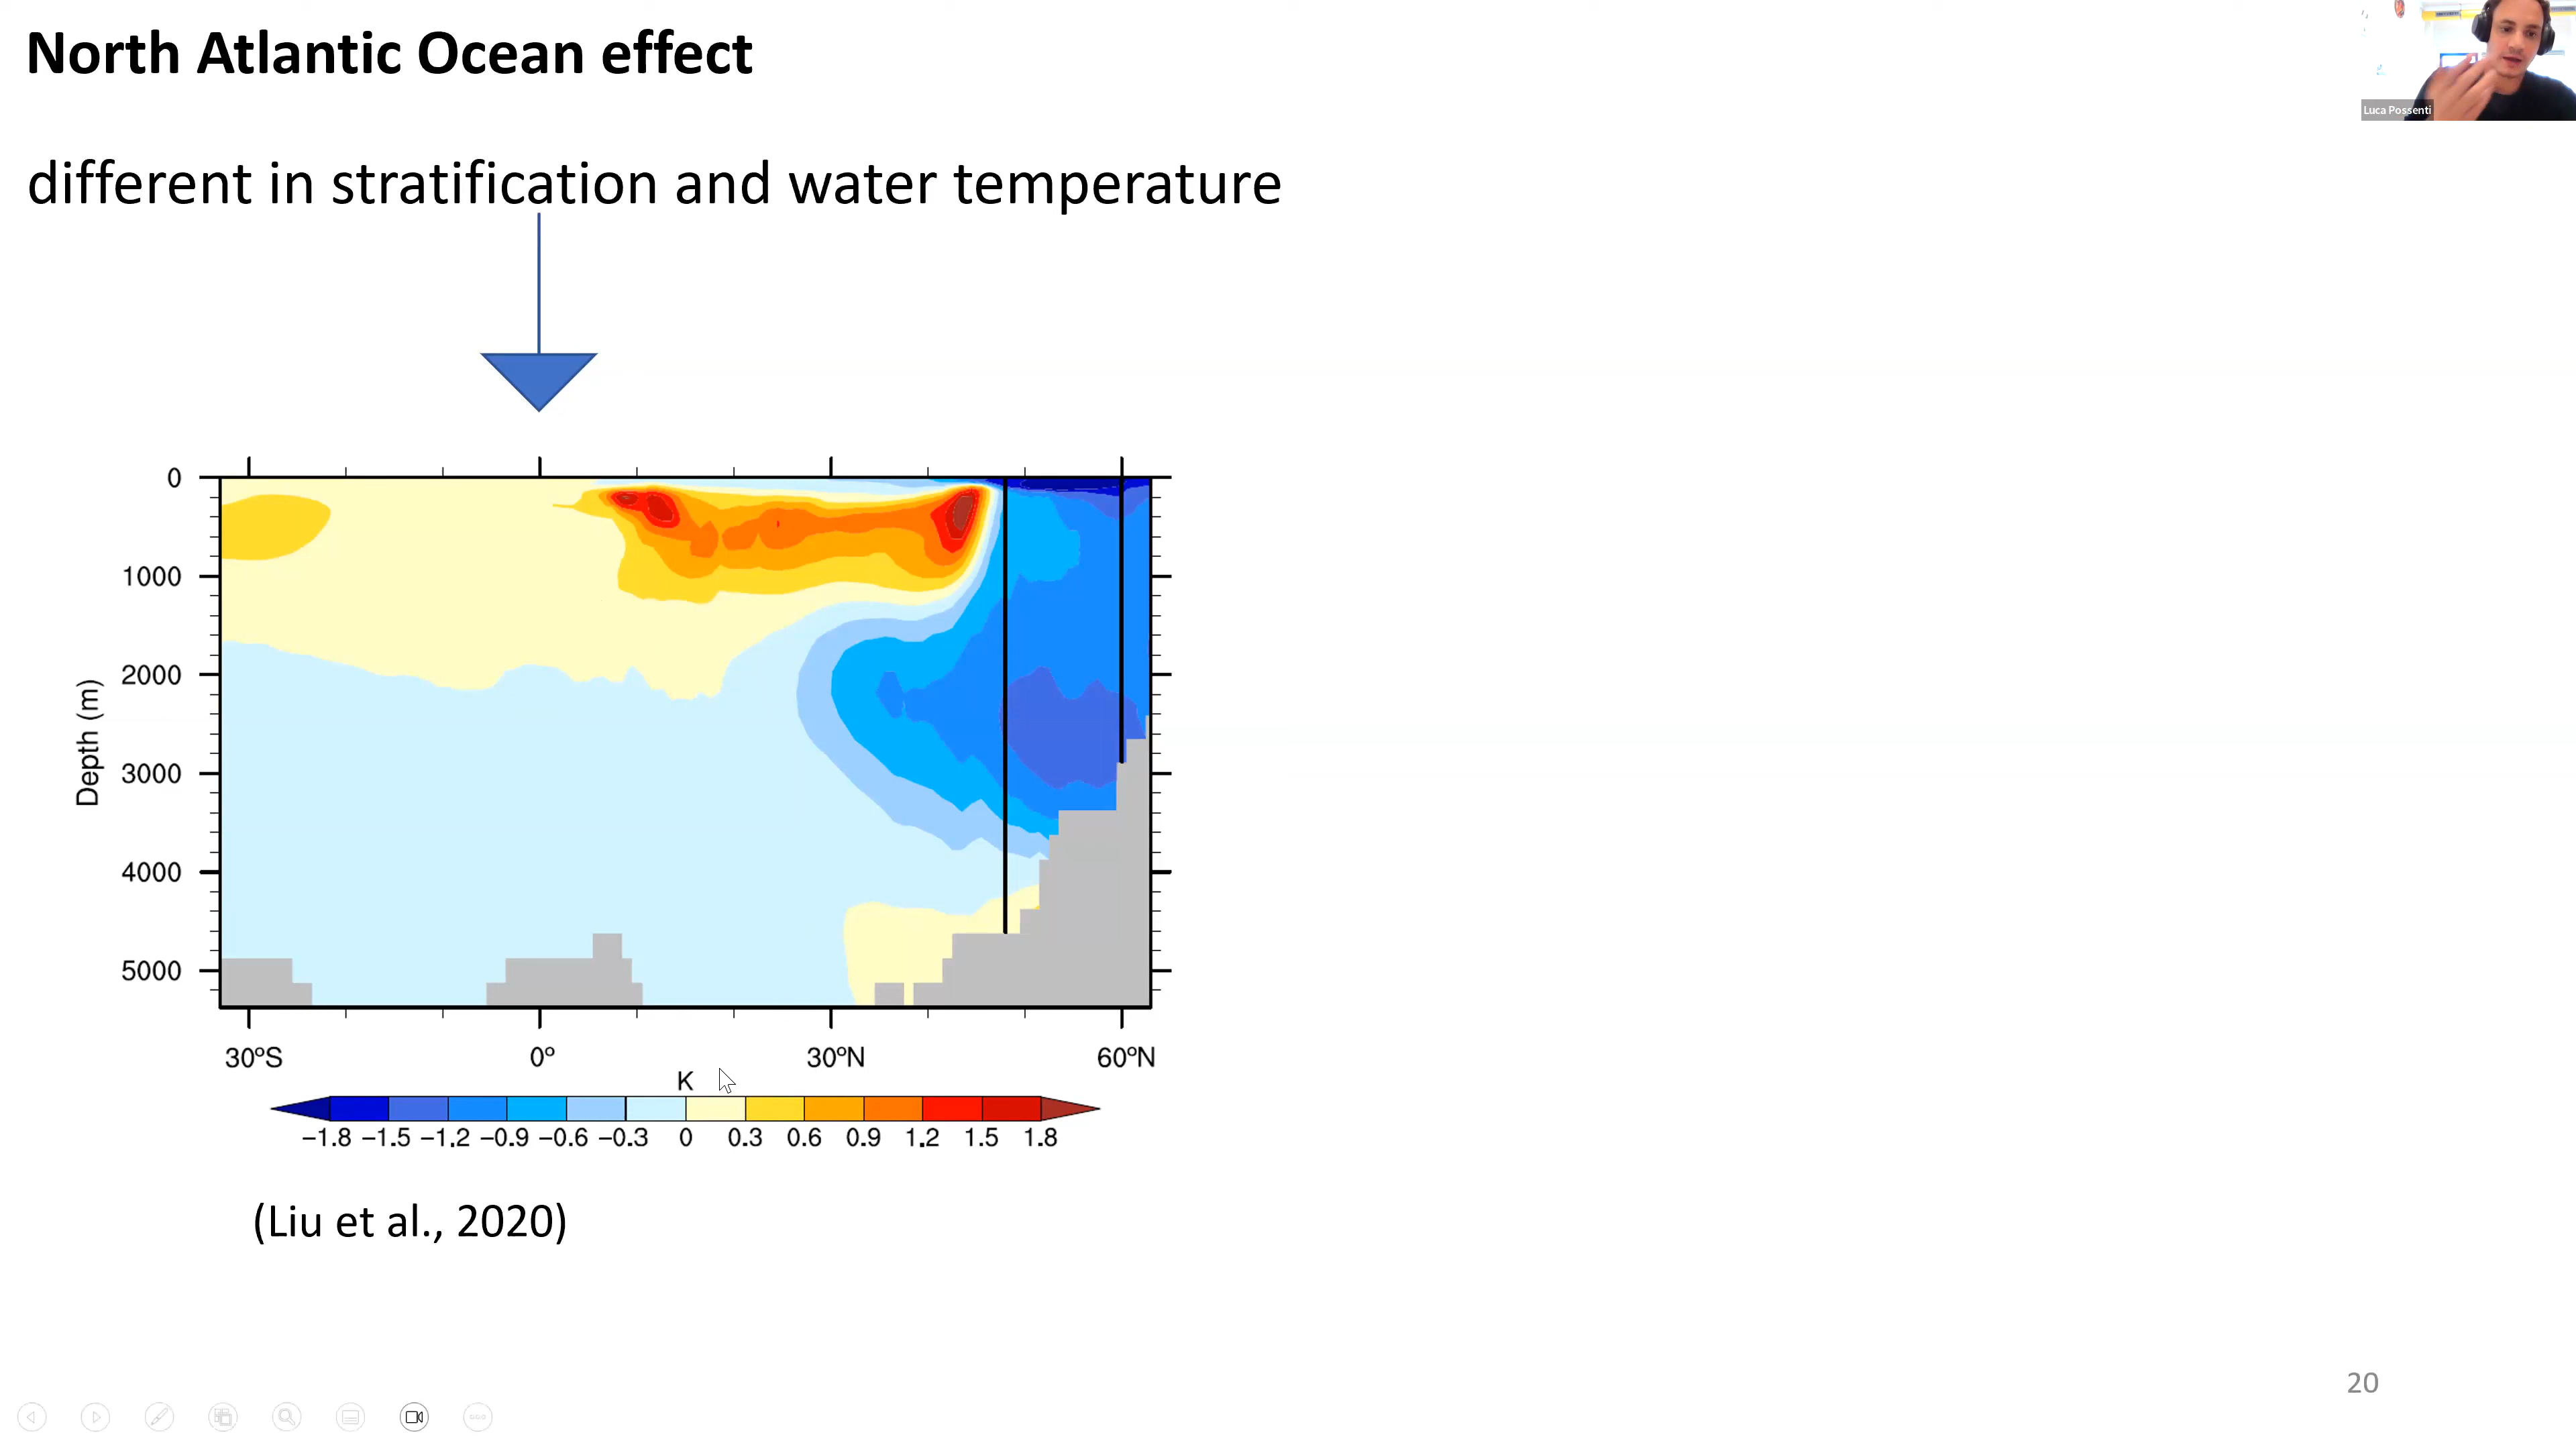 North Atlantic Ocean effect
Luca Possenti
different in stratification and water temperature
0
1000
2000
3000
4000
5000
Depth (m)
30ºS 0º 30ºN 60ºN
K
−1.8 −1.5 −1.2 −0.9 −0.6 −0.3 0 0.3 0.6 0.9 1.2 1.5 1.8
(Liu et al., 2020)
20